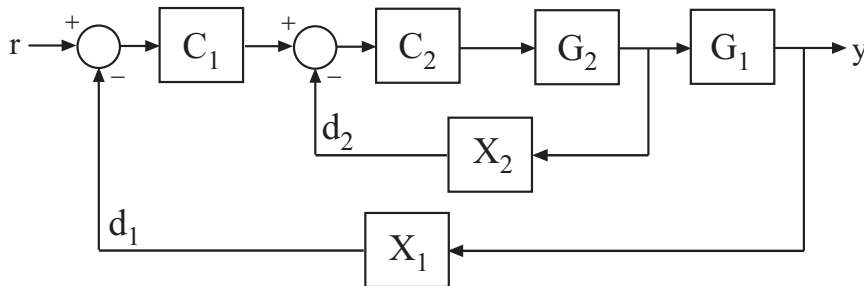 r + − C₁ + − C₂ G₂ G₁ y
d₂ X₂
d₁ X₁